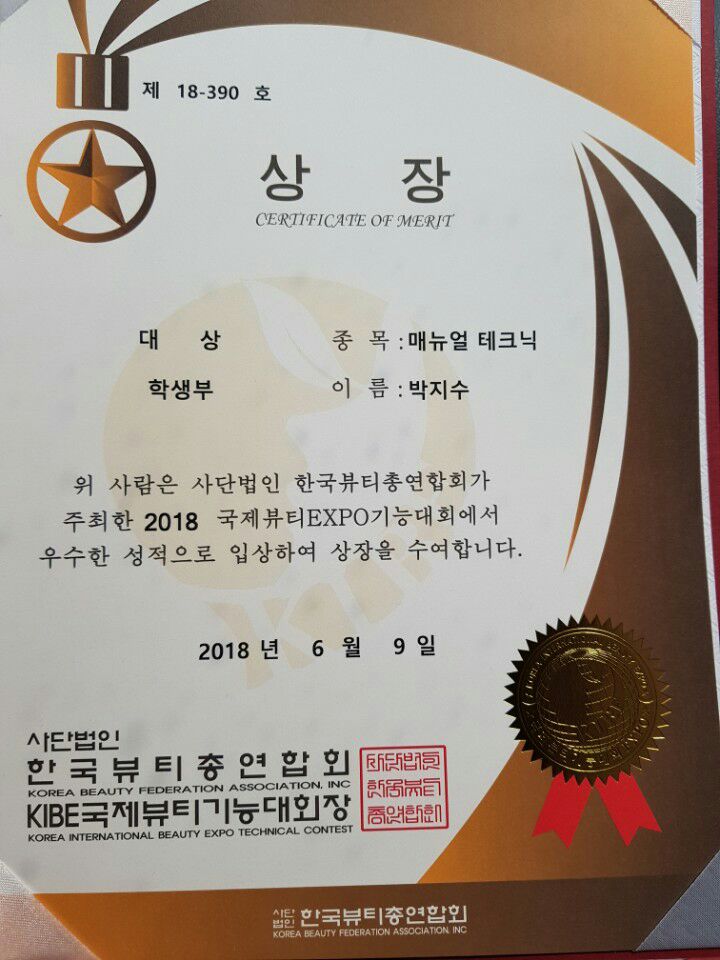 제 18-390 호
상 장
CERTIFICATE OF MERIT
대 상 종 목 : 매뉴얼 테크닉
학생부 이 름 : 박지수
위 사람은 사단법인 한국뷰티총연합회가
주최한 2018 국제뷰티EXPO기능대회에서
우수한 성적으로 입상하여 상장을 수여합니다.
2018 년 6 월 9 일
사단법인
한국뷰티총연합회
KOREA BEAUTY FEDERATION ASSOCIATION, INC
KIBE국제뷰티기능대회장
KOREA INTERNATIONAL BEAUTY EXPO TECHNICAL CONTEST
사단법인 한국뷰티총연합회
KOREA BEAUTY FEDERATION ASSOCIATION, INC